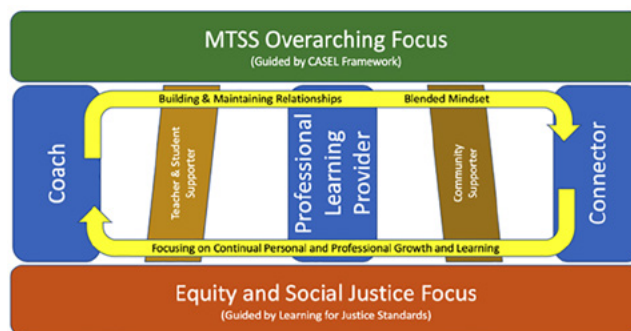 MTSS Overarching Focus
(Guided by CASEL Framework)
Building & Maintaining Relationships
Blended Mindset
Coach
Teacher & Student
Supporter
Professional
Learning
Provider
Community
Supporter
Connector
Focusing on Continual Personal and Professional Growth and Learning
Equity and Social Justice Focus
(Guided by Learning for Justice Standards)